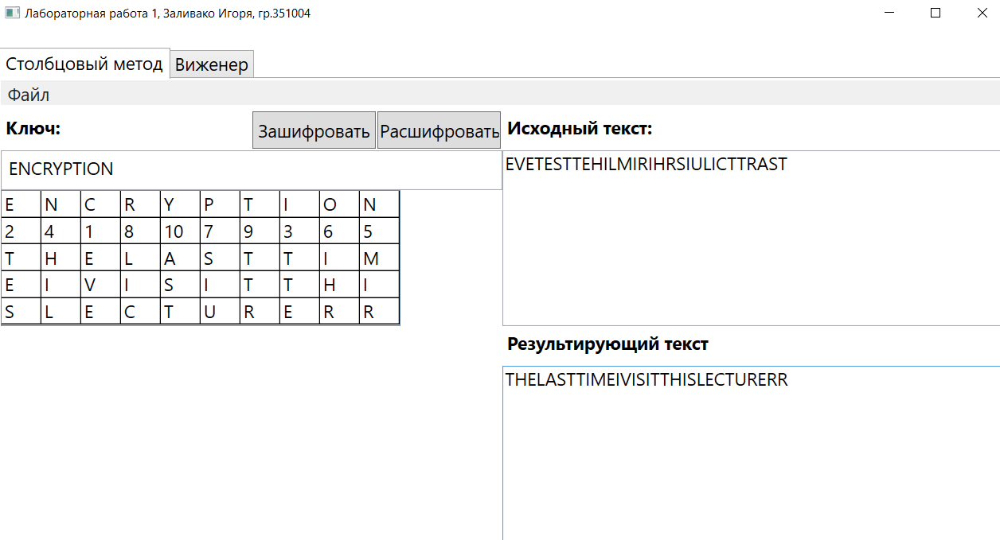 Лабораторная работа 1, Заливако Игоря, гр.351004
Столбцовый метод Виженер
Файл
Ключ: Зашифровать Расшифровать
ENCRYPTION
E N C R Y P T I O N
2 4 1 8 10 7 9 3 6 5
T H E L A S T T I M
E I V I S I T T H I
S L E C T U R E R R
Исходный текст:
EVETESTTEHILMIRIHRSIULICTTRAST
Результирующий текст
THELASTTIMEIVISITTHISLECTURERR